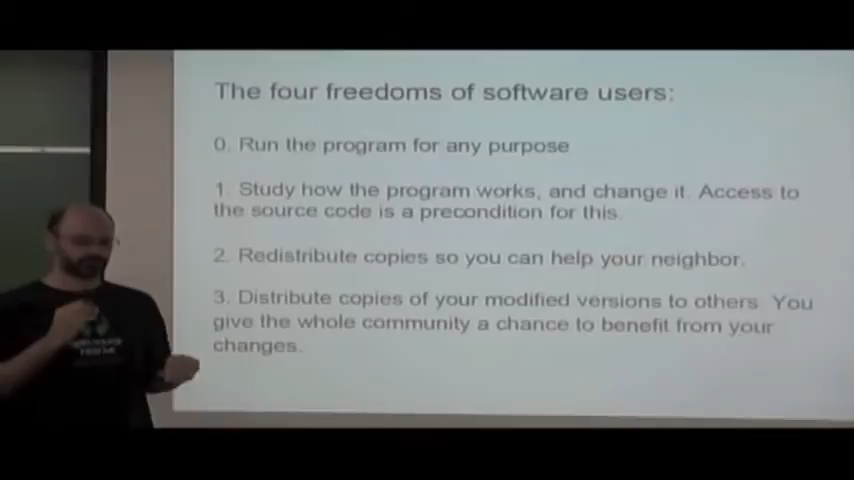 The four freedoms of software users:
0. Run the program for any purpose
1. Study how the program works, and change it. Access to
the source code is a precondition for this.
2. Redistribute copies so you can help your neighbor.
3. Distribute copies of your modified versions to others. You
give the whole community a chance to benefit from your
changes.